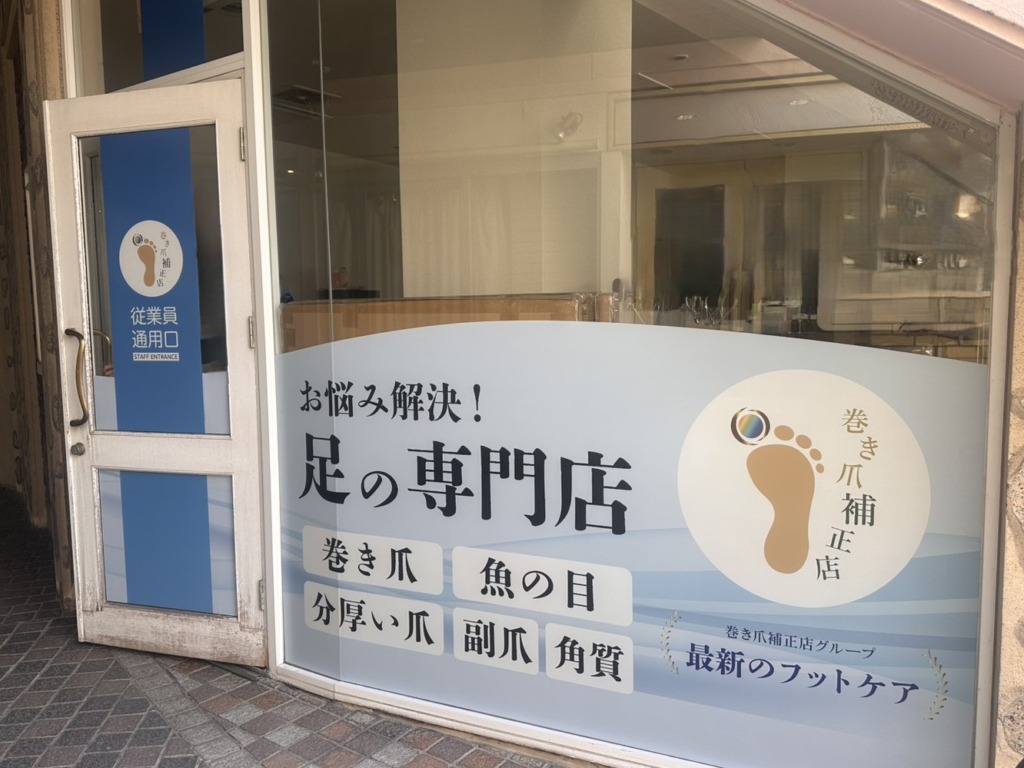 巻き爪補正店
従業員
通用口
STAFF ENTRANCE
お悩み解決！
足の専門店
巻き爪
魚の目
分厚い爪
副爪
角質
巻き爪補正店
巻き爪補正店グループ
最新のフットケア